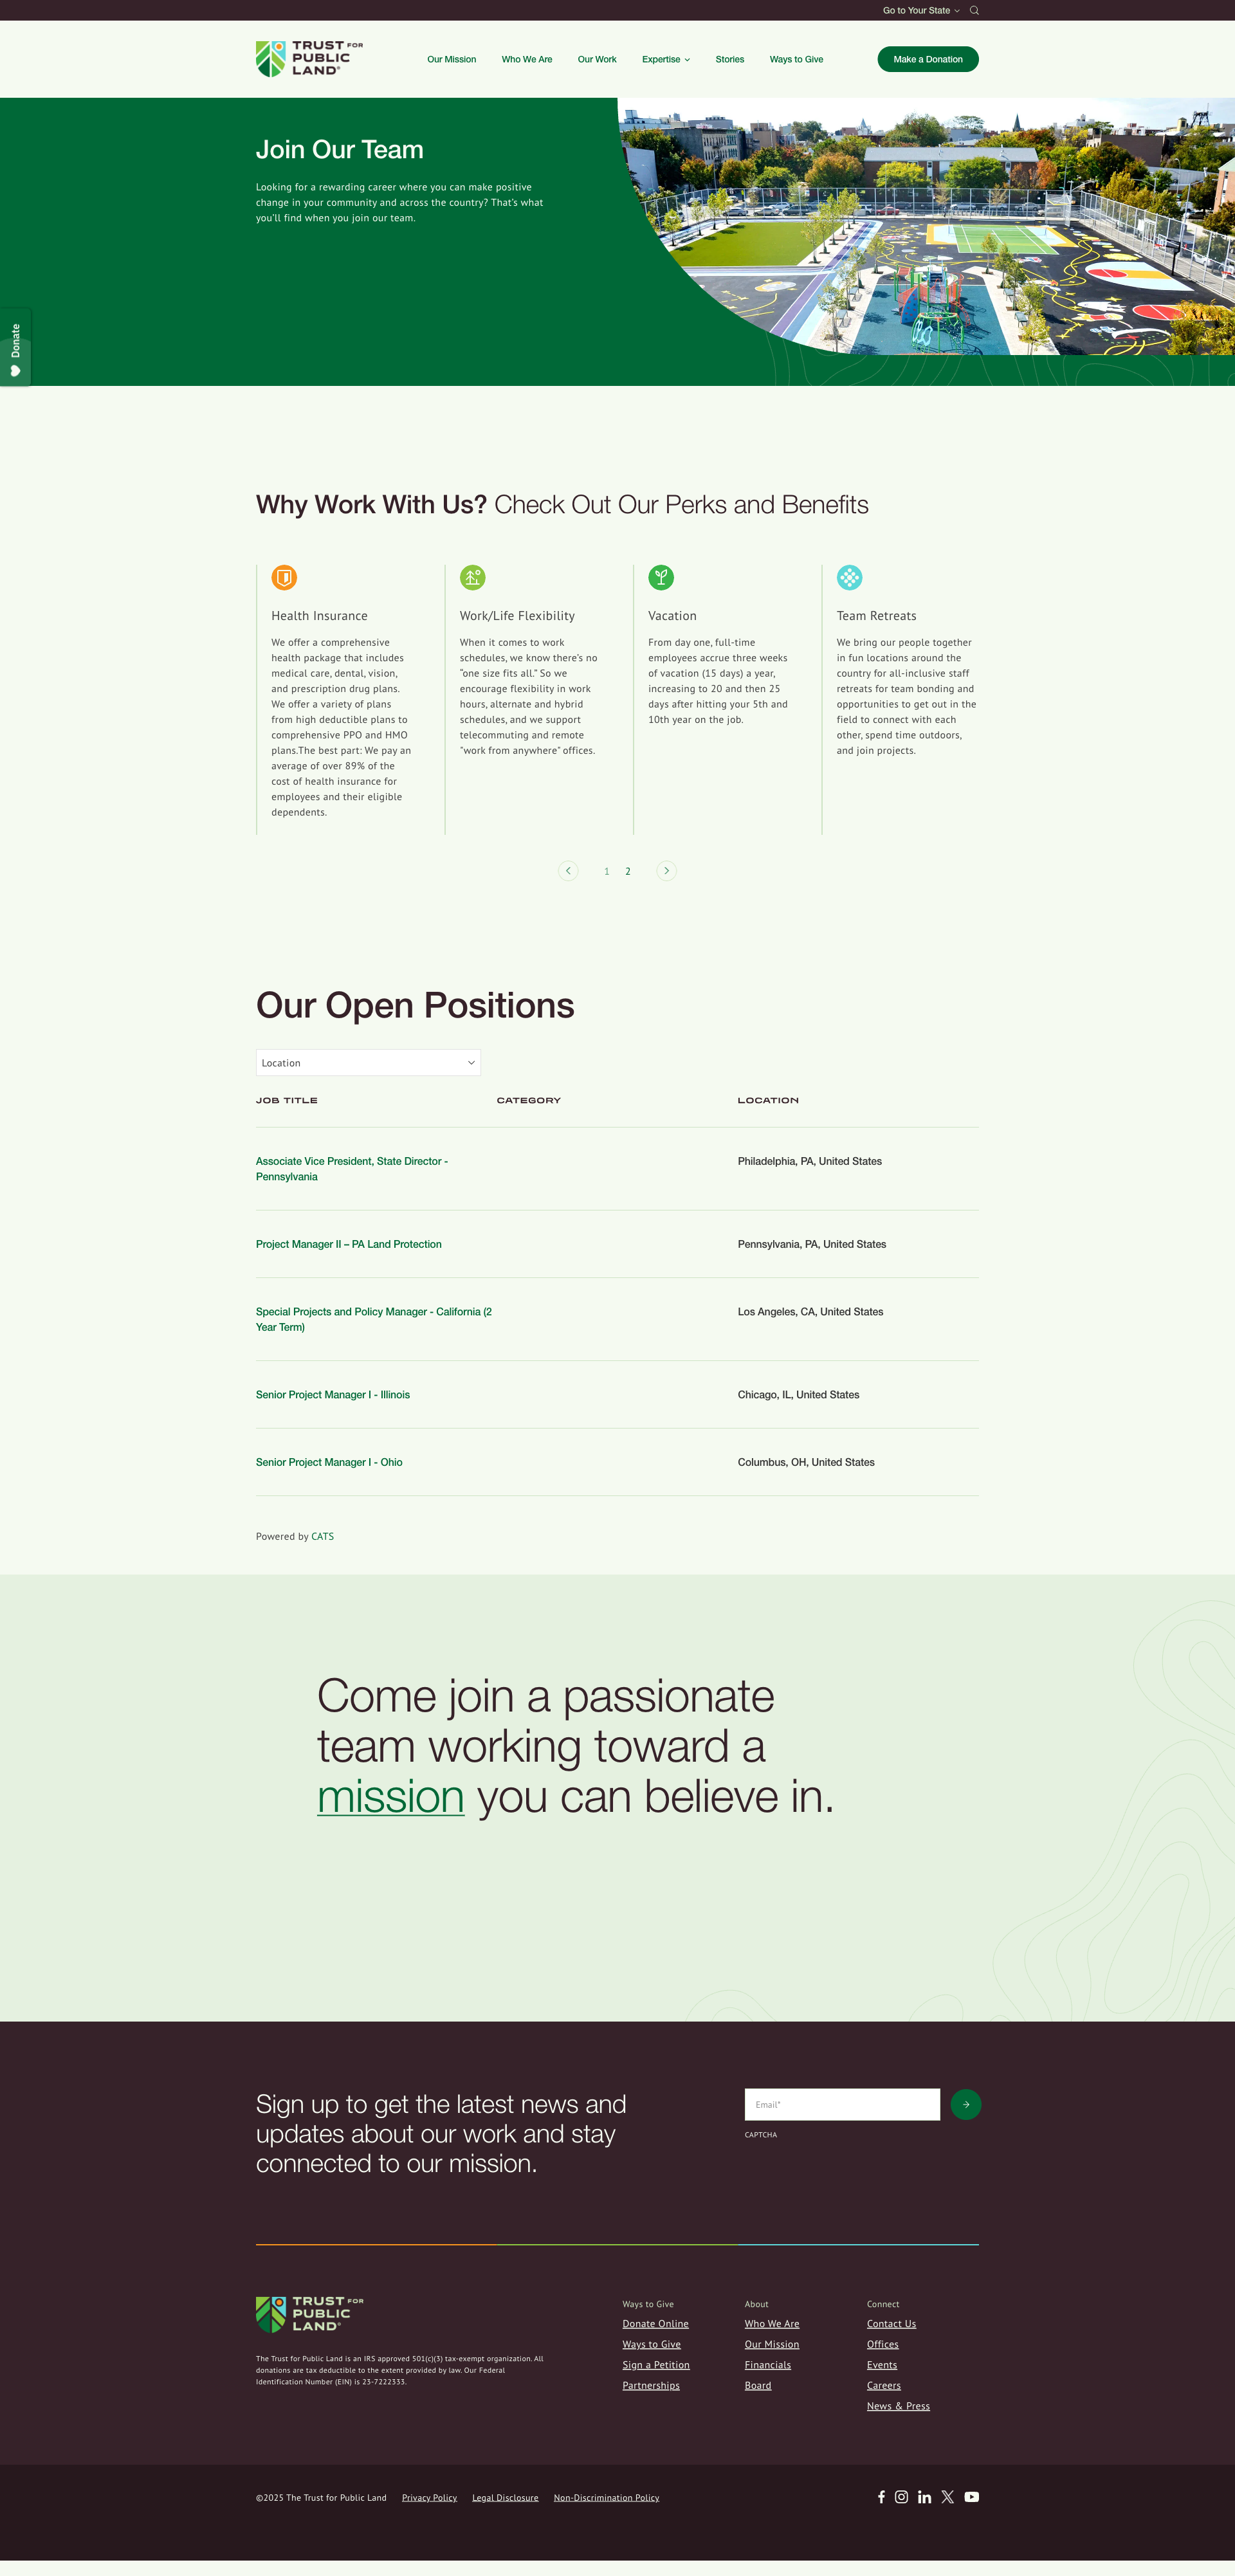 Go to Your State
TRUST FOR
PUBLIC
LAND®
Our Mission
Who We Are
Our Work
Expertise
Stories
Ways to Give
Make a Donation
Join Our Team
Looking for a rewarding career where you can make positive
change in your community and across the country? That’s what
you’ll find when you join our team.
Donate
Why Work With Us? Check Out Our Perks and Benefits
Health Insurance
We offer a comprehensive
health package that includes
medical care, dental, vision,
and prescription drug plans.
We offer a variety of plans
from high deductible plans to
comprehensive PPO and HMO
plans.The best part: We pay an
average of over 89% of the
cost of health insurance for
employees and their eligible
dependents.
Work/Life Flexibility
When it comes to work
schedules, we know there’s no
“one size fits all.” So we
encourage flexibility in work
hours, alternate and hybrid
schedules, and we support
telecommuting and remote
"work from anywhere" offices.
Vacation
From day one, full-time
employees accrue three weeks
of vacation (15 days) a year,
increasing to 20 and then 25
days after hitting your 5th and
10th year on the job.
Team Retreats
We bring our people together
in fun locations around the
country for all-inclusive staff
retreats for team bonding and
opportunities to get out in the
field to connect with each
other, spend time outdoors,
and join projects.
1 2
Our Open Positions
Location
JOB TITLE
CATEGORY
LOCATION
Associate Vice President, State Director -
Pennsylvania
Philadelphia, PA, United States
Project Manager II – PA Land Protection
Pennsylvania, PA, United States
Special Projects and Policy Manager - California (2
Year Term)
Los Angeles, CA, United States
Senior Project Manager I - Illinois
Chicago, IL, United States
Senior Project Manager I - Ohio
Columbus, OH, United States
Powered by CATS
Come join a passionate
team working toward a
mission you can believe in.
Sign up to get the latest news and
updates about our work and stay
connected to our mission.
Email*
CAPTCHA
TRUST FOR
PUBLIC
LAND®
The Trust for Public Land is an IRS approved 501(c)(3) tax-exempt organization. All
donations are tax deductible to the extent provided by law. Our Federal
Identification Number (EIN) is 23-7222333.
Ways to Give
Donate Online
Ways to Give
Sign a Petition
Partnerships
About
Who We Are
Our Mission
Financials
Board
Connect
Contact Us
Offices
Events
Careers
News & Press
©2025 The Trust for Public Land
Privacy Policy
Legal Disclosure
Non-Discrimination Policy